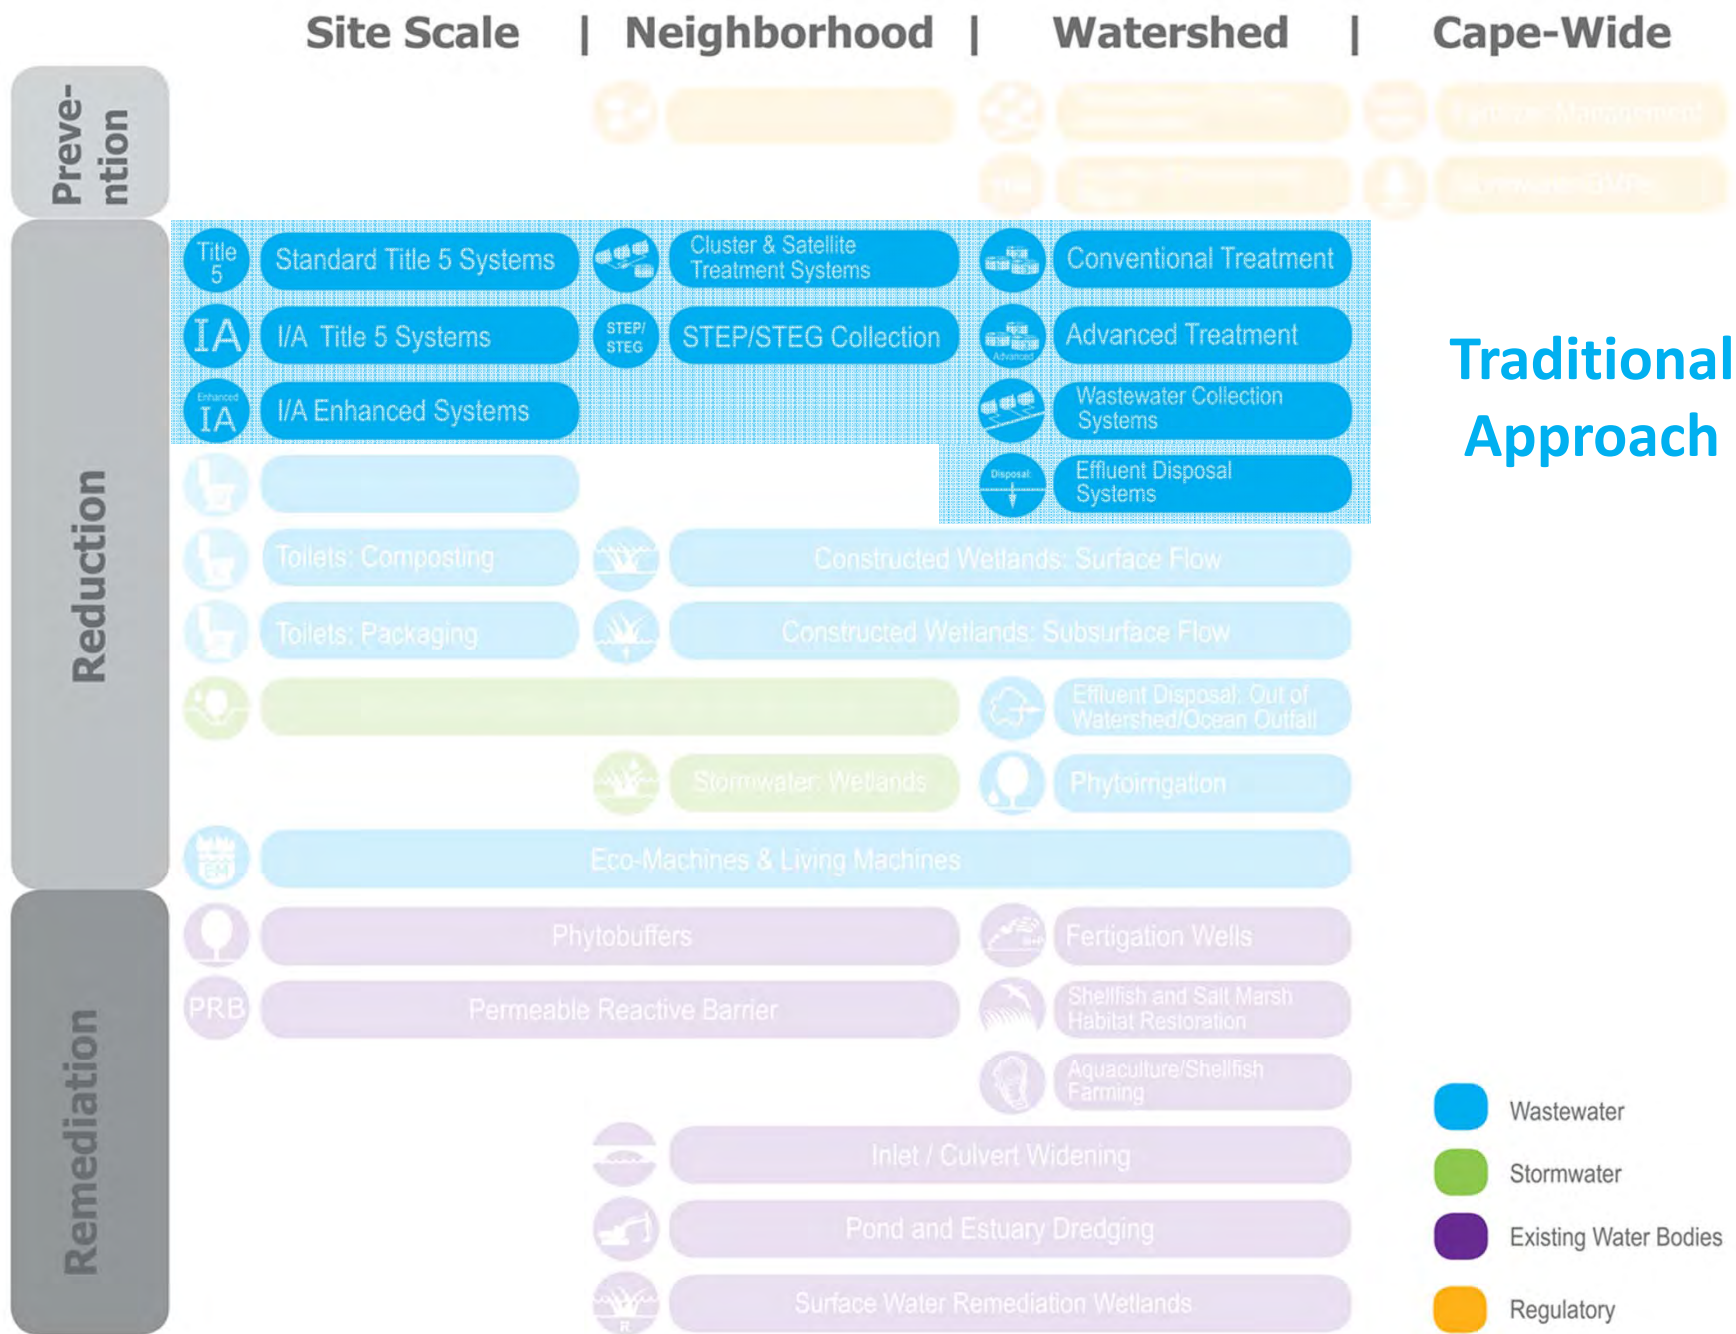 Site Scale | Neighborhood | Watershed | Cape-Wide
Preve-
ntion
Fertilizer Management
Stormwater BMPs
Reduction
Title
5
Standard Title 5 Systems
Cluster & Satellite
Treatment Systems
Conventional Treatment
IA
I/A Title 5 Systems
STEP/
STEG
STEP/STEG Collection
Advanced
Advanced Treatment
Enhanced
IA
I/A Enhanced Systems
Wastewater Collection
Systems
Disposal:
Effluent Disposal
Systems
Traditional
Approach
Toilets: Composting
Constructed Wetlands: Surface Flow
Toilets: Packaging
Constructed Wetlands: Subsurface Flow
Effluent Disposal: Out of
Watershed/Ocean Outfall
Stormwater: Wetlands
Phytoirrigation
EM
Eco-Machines & Living Machines
Remediation
Phytobuffers
Fertigation Wells
PRB
Permeable Reactive Barrier
Shellfish and Salt Marsh
Habitat Restoration
Aquaculture/Shellfish
Farming
Inlet / Culvert Widening
Pond and Estuary Dredging
R
Surface Water Remediation Wetlands
Wastewater
Stormwater
Existing Water Bodies
Regulatory